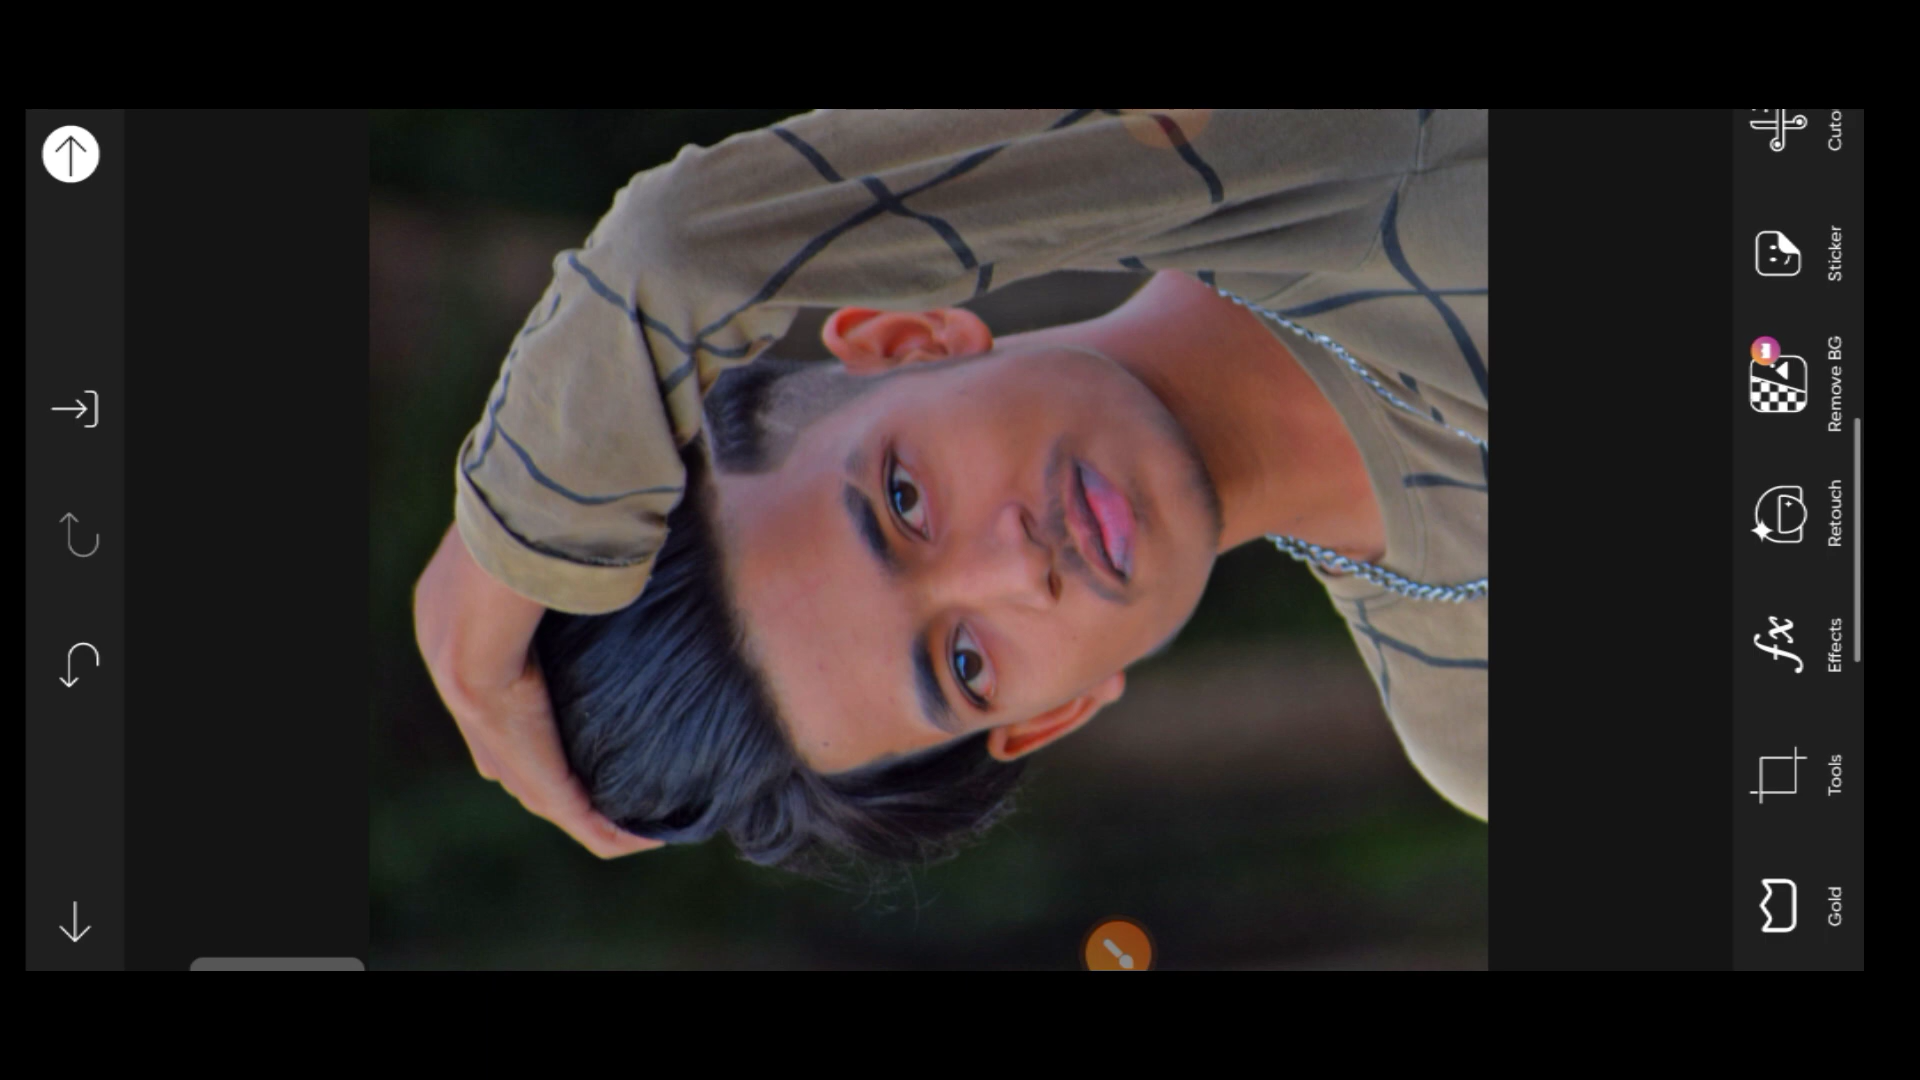 Gold
Tools
Effects
Retouch
Remove BG
Sticker
Cuto